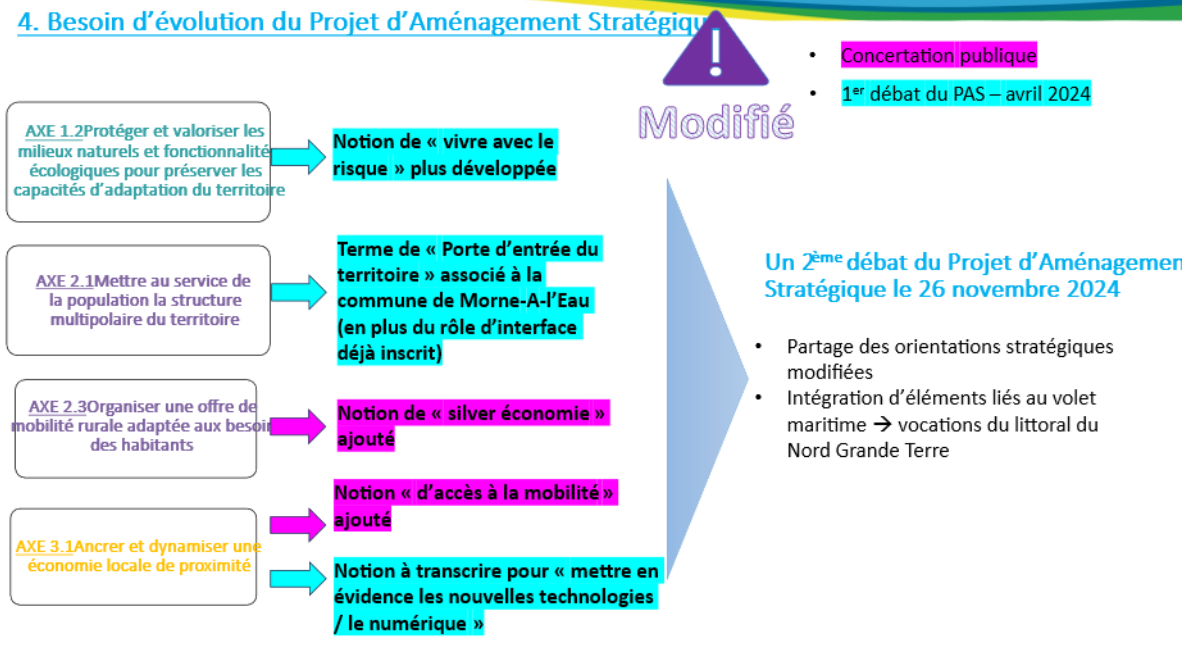 4. Besoin d’évolution du Projet d’Aménagement Stratégiqu
!
Modifié
• Concertation publique
• 1er débat du PAS – avril 2024
AXE 1.2Protéger et valoriser les
milieux naturels et fonctionnalité
écologiques pour préserver les
capacités d’adaptation du territoire
Notion de « vivre avec le
risque » plus développée
AXE 2.1Mettre au service de
la population la structure
multipolaire du territoire
Terme de « Porte d’entrée du
territoire » associé à la
commune de Morne-A-l’Eau
(en plus du rôle d’interface
déjà inscrit)
AXE 2.3Organiser une offre de
mobilité rurale adaptée aux besoin
des habitants
Notion de « silver économie »
ajouté
AXE 3.1Ancrer et dynamiser une
économie locale de proximité
Notion « d’accès à la mobilité »
ajouté
Notion à transcrire pour « mettre en
évidence les nouvelles technologies
/ le numérique »
Un 2ème débat du Projet d’Aménagemen
Stratégique le 26 novembre 2024
• Partage des orientations stratégiques
modifiées
• Intégration d’éléments liés au volet
maritime → vocations du littoral du
Nord Grande Terre